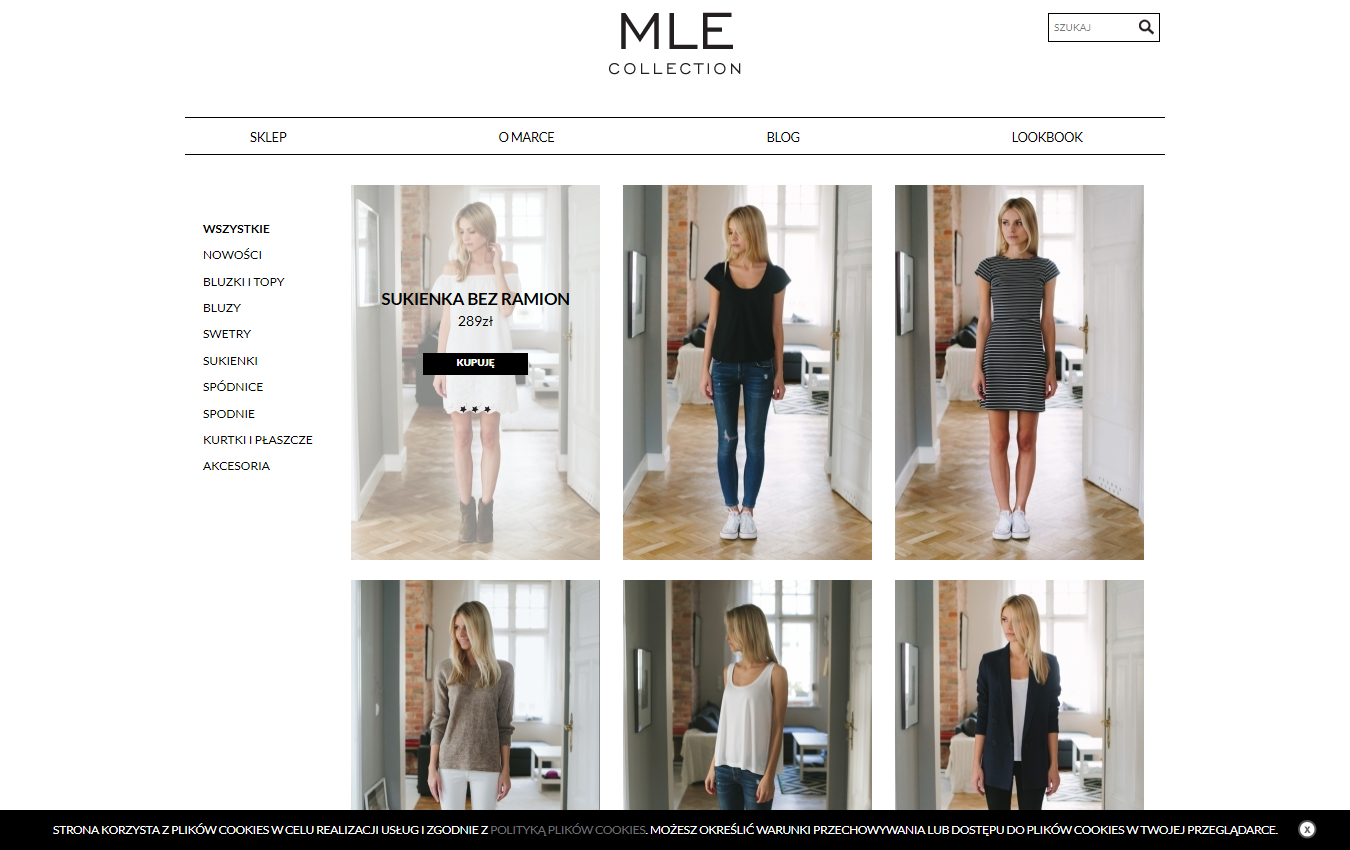 MLE
COLLECTION
SZUKAJ
SKLEP
O MARCE
BLOG
LOOKBOOK
WSZYSTKIE
NOWOŚCI
BLUZKI I TOPY
BLUZY
SWETRY
SUKIENKI
SPÓDNICE
SPODNIE
KURTKI I PŁASZCZE
AKCESORIA
SUKIENKA BEZ RAMION
289zł
KUPUJĘ
STRONA KORZYSTA Z PLIKÓW COOKIES W CELU REALIZACJI USŁUG I ZGODNIE Z POLITYKĄ PLIKÓW COOKIES. MOŻESZ OKREŚLIĆ WARUNKI PRZECHOWYWANIA LUB DOSTĘPU DO PLIKÓW COOKIES W TWOJEJ PRZEGLĄDARCE. X